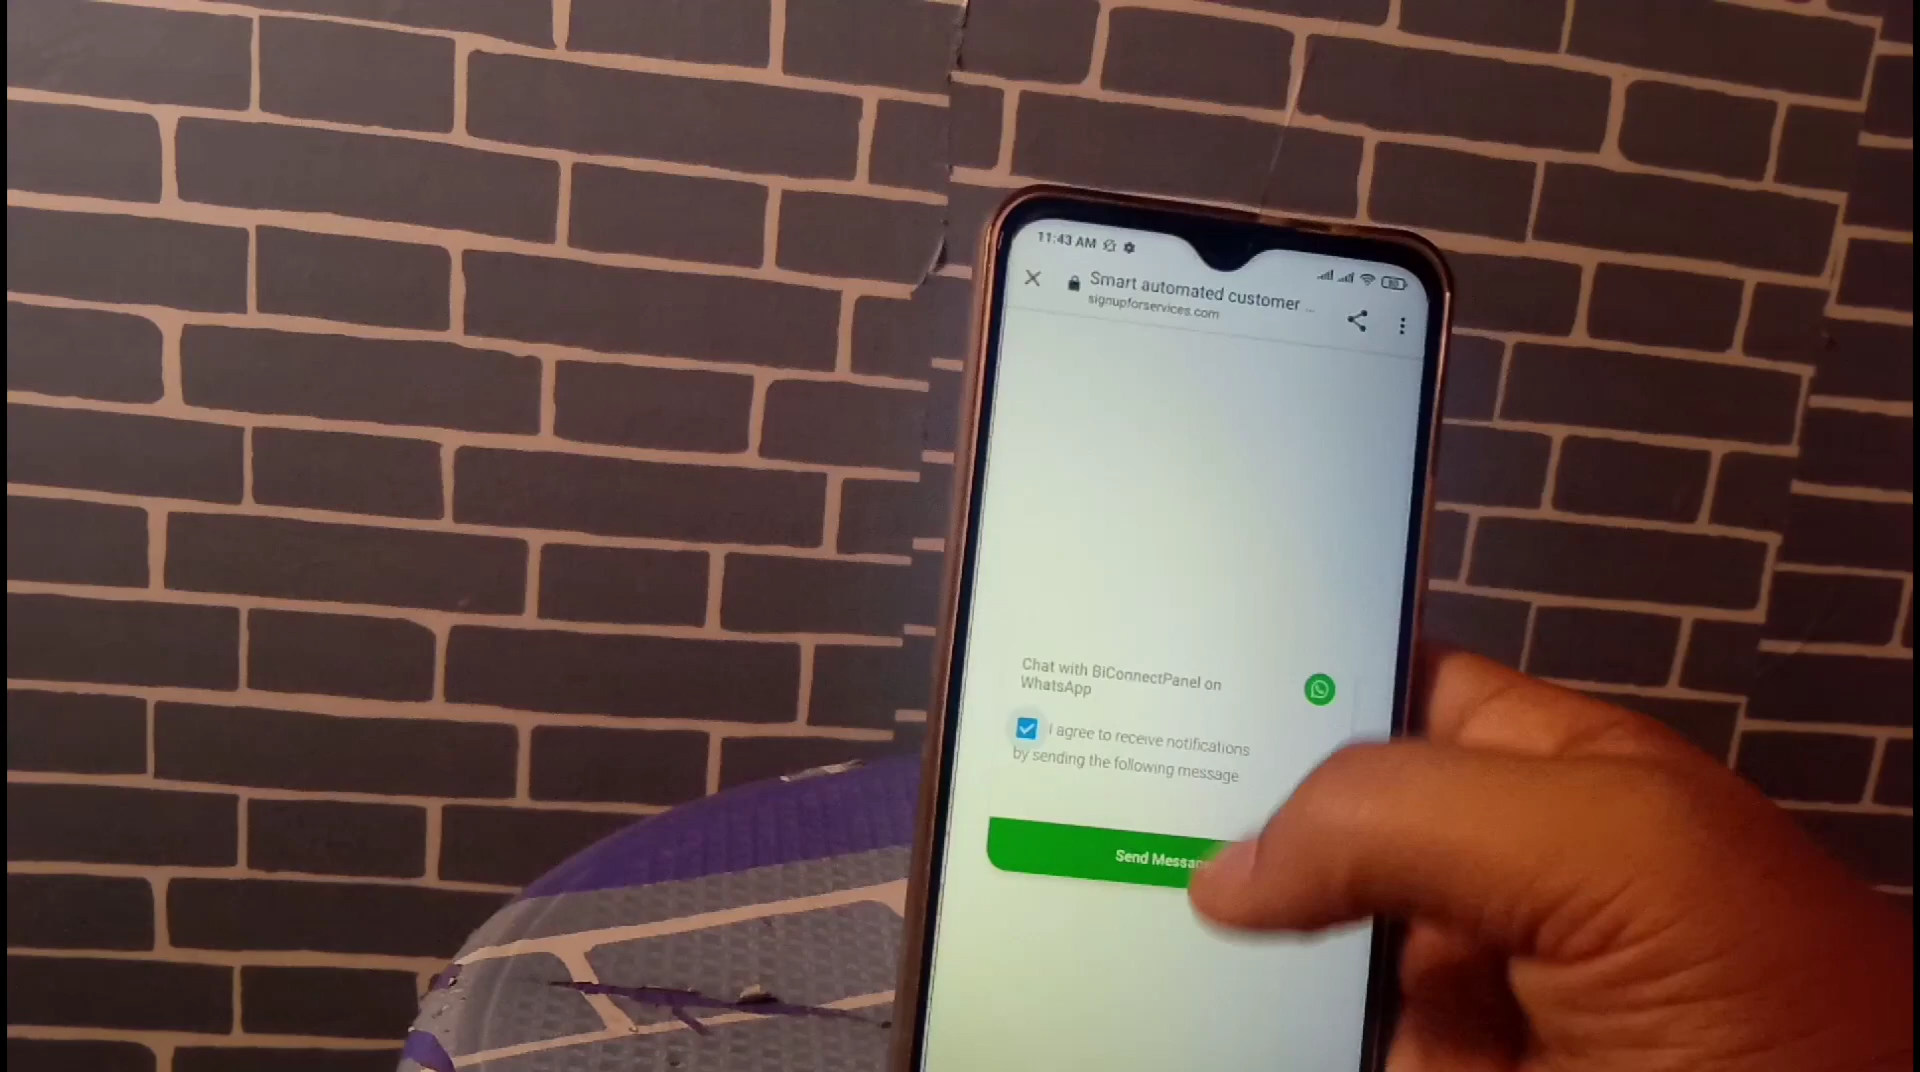 11:43 AM
Smart automated customer ...
signupforservices.com
Chat with BiConnectPanel on
WhatsApp
I agree to receive notifications
by sending the following message
Send